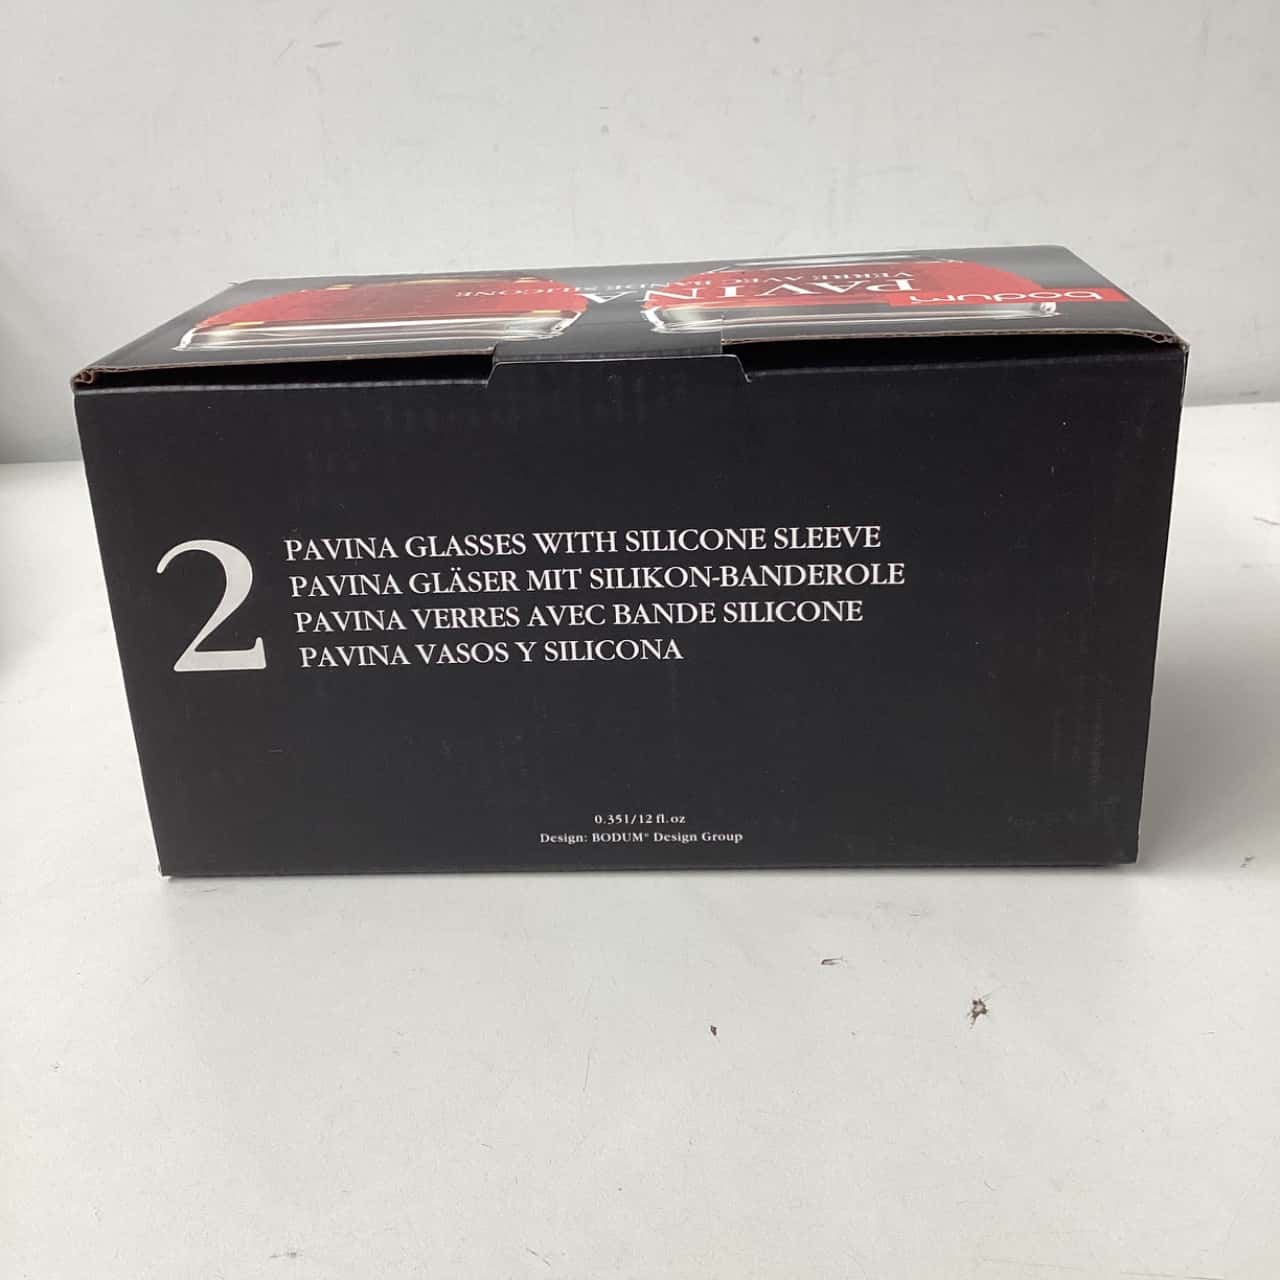 bodum
PAVINA
VERRE AVEC BANDE SILICONE
2
PAVINA GLASSES WITH SILICONE SLEEVE
PAVINA GLÄSER MIT SILIKON-BANDEROLE
PAVINA VERRES AVEC BANDE SILICONE
PAVINA VASOS Y SILICONA
0.35l/12 fl.oz
Design: BODUM® Design Group